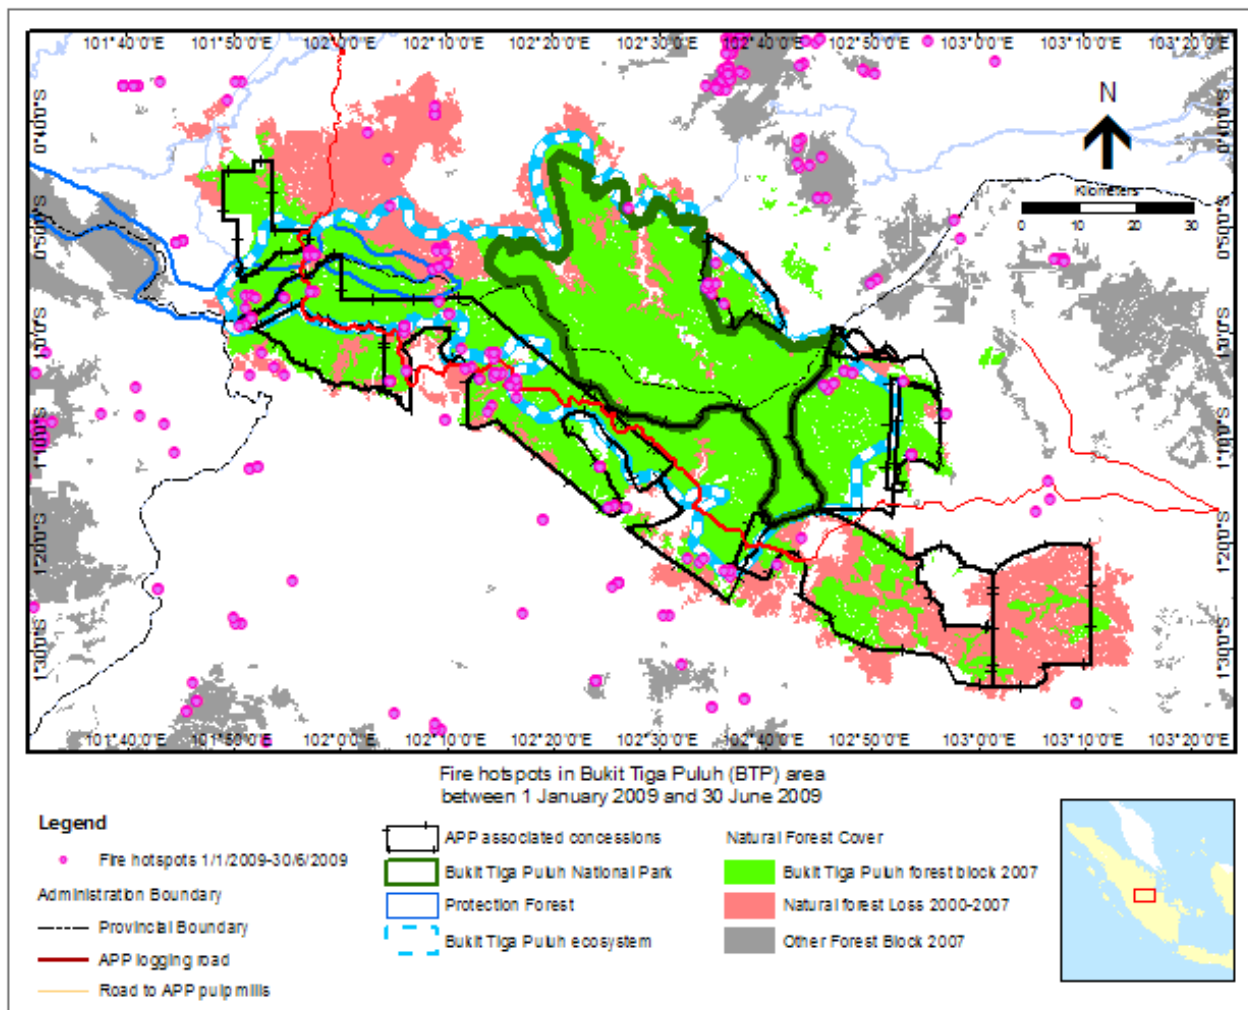 101°40'0"E 101°50'0"E 102°0'0"E 102°10'0"E 102°20'0"E 102°30'0"E 102°40'0"E 102°50'0"E 103°0'0"E 103°10'0"E 103°20'0"E
N
0°40'0"S 0°40'0"S
Kilometers
0 10 20 30
0°50'0"S 0°50'0"S
1°0'0"S 1°0'0"S
1°10'0"S 1°10'0"S
1°20'0"S 1°20'0"S
1°30'0"S 1°30'0"S
101°40'0"E 101°50'0"E 102°0'0"E 102°10'0"E 102°20'0"E 102°30'0"E 102°40'0"E 102°50'0"E 103°0'0"E 103°10'0"E 103°20'0"E
Fire hotspots in Bukit Tiga Puluh (BTP) area
between 1 January 2009 and 30 June 2009
Legend
Fire hotspots 1/1/2009-30/6/2009
Administration Boundary
Provincial Boundary
APP logging road
Road to APP pulp mills
APP associated concessions
Bukit Tiga Puluh National Park
Protection Forest
Bukit Tiga Puluh ecosystem
Natural Forest Cover
Bukit Tiga Puluh forest block 2007
Natural forest Loss 2000-2007
Other Forest Block 2007